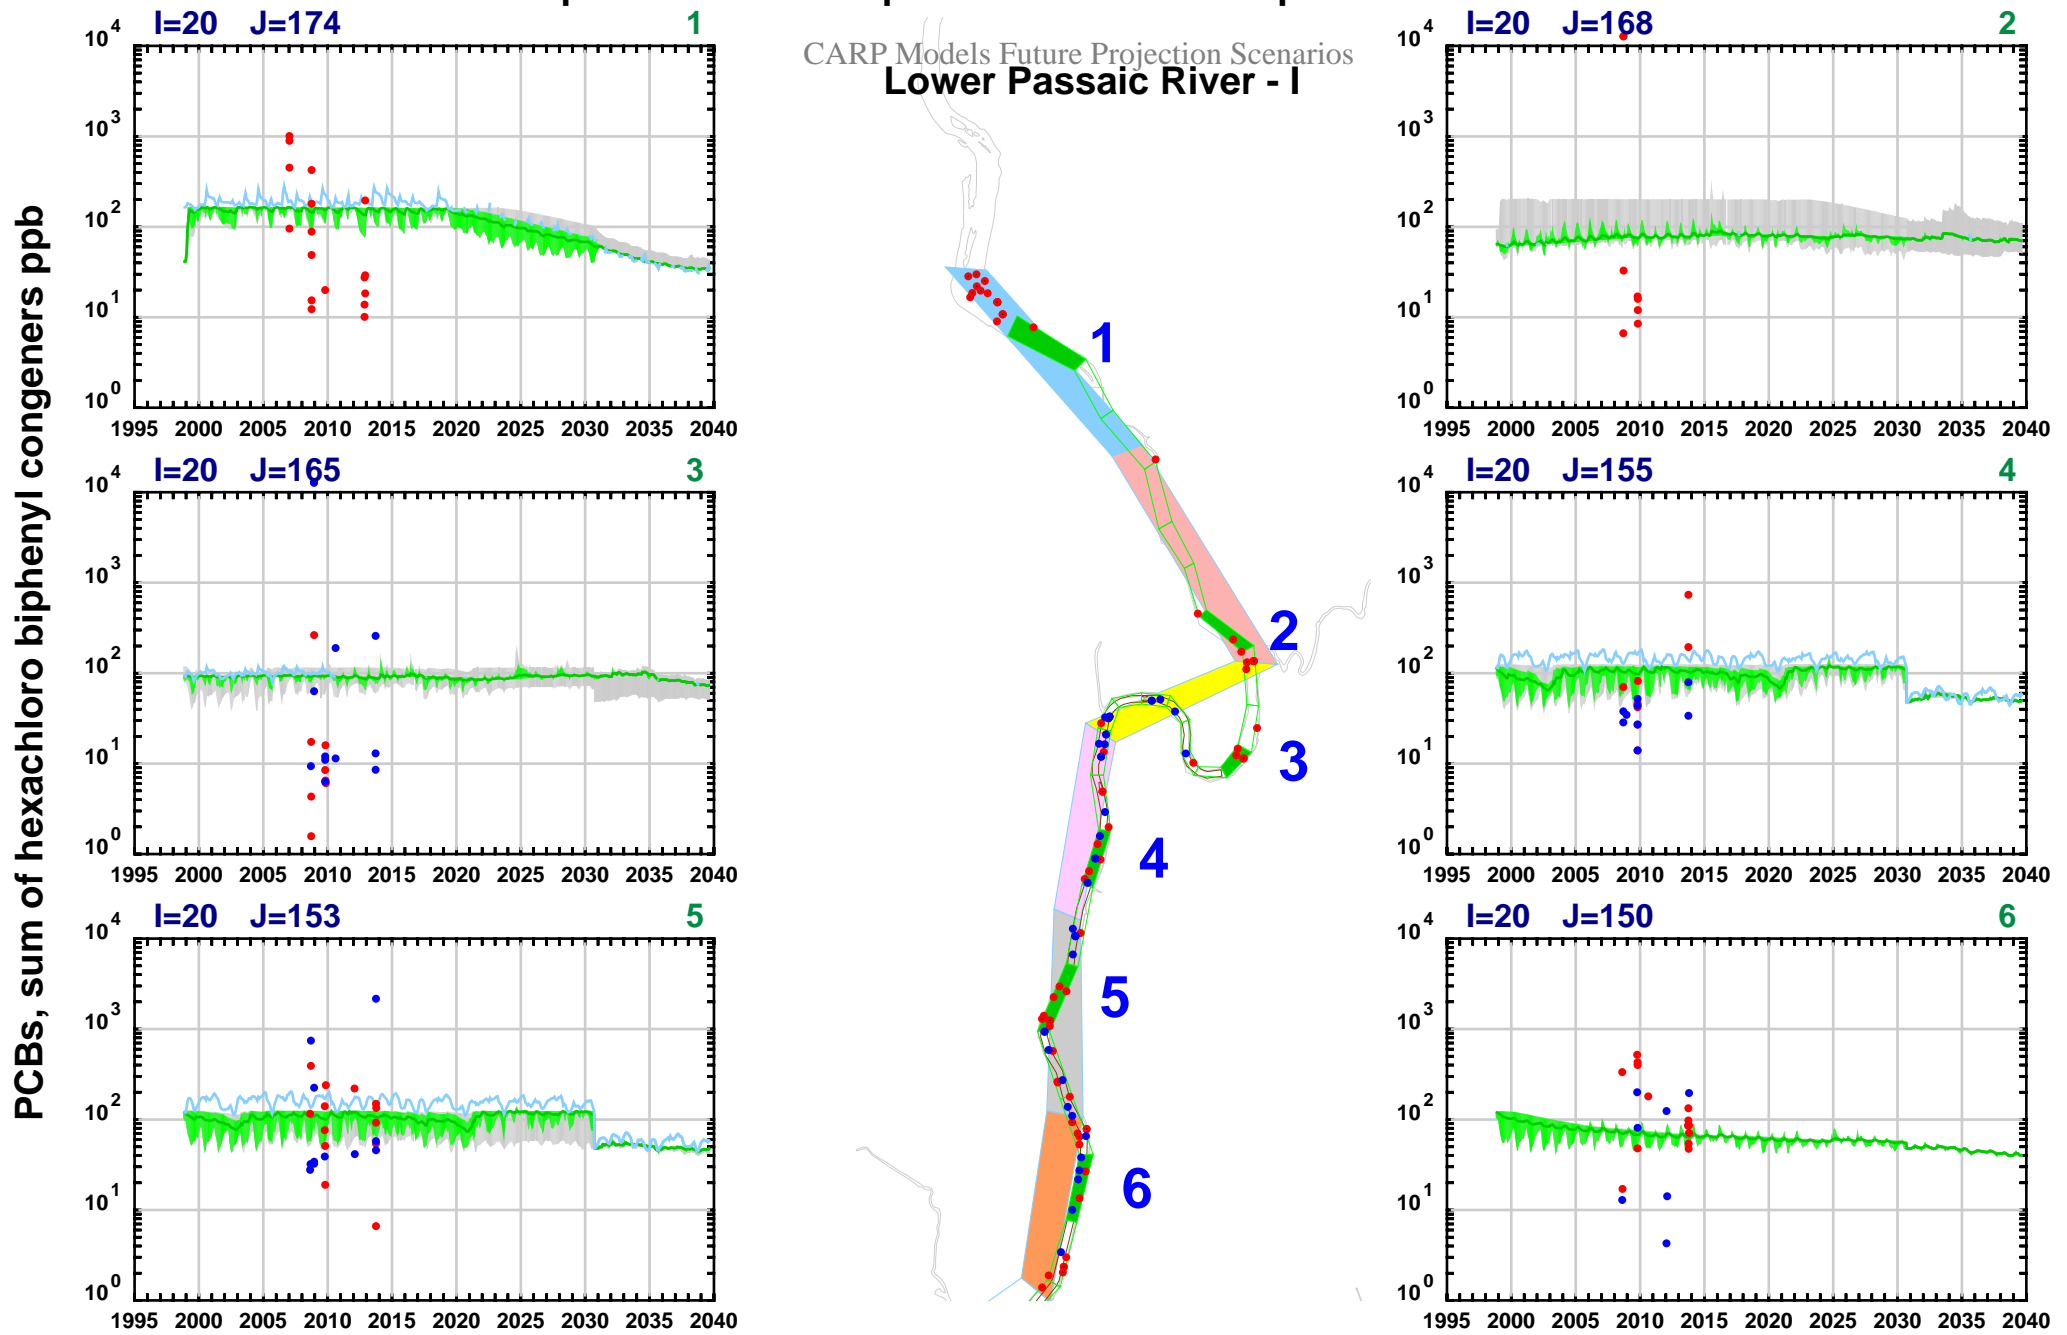 CARP Models Future Projection Scenarios
Lower Passaic River - I
PCBs, sum of hexachloro biphenyl congeners ppb
I=20 J=174 1
10^4
10^3
10^2
10^1
10^0
1995 2000 2005 2010 2015 2020 2025 2030 2035 2040
I=20 J=168 2
10^4
10^3
10^2
10^1
10^0
1995 2000 2005 2010 2015 2020 2025 2030 2035 2040
I=20 J=165 3
10^4
10^3
10^2
10^1
10^0
1995 2000 2005 2010 2015 2020 2025 2030 2035 2040
I=20 J=155 4
10^4
10^3
10^2
10^1
10^0
1995 2000 2005 2010 2015 2020 2025 2030 2035 2040
I=20 J=153 5
10^4
10^3
10^2
10^1
10^0
1995 2000 2005 2010 2015 2020 2025 2030 2035 2040
I=20 J=150 6
10^4
10^3
10^2
10^1
10^0
1995 2000 2005 2010 2015 2020 2025 2030 2035 2040
1
2
3
4
5
6